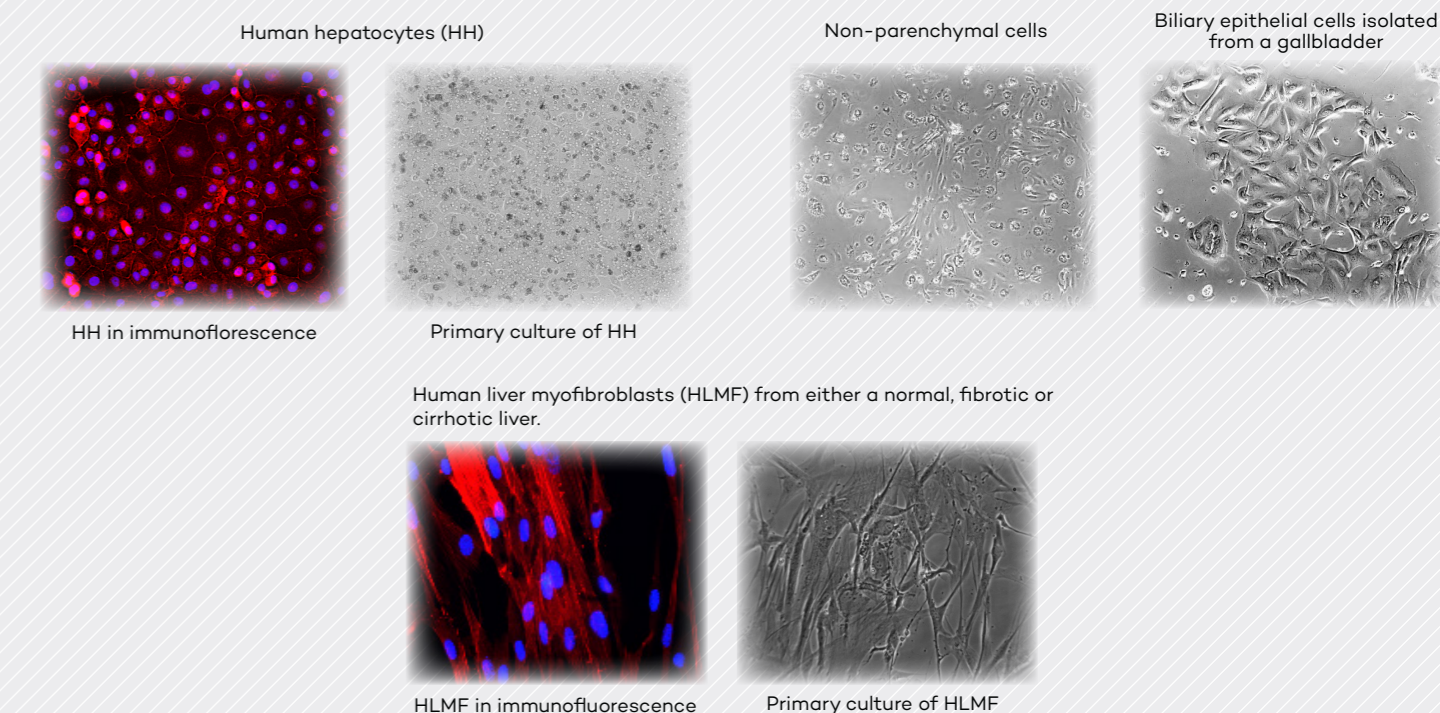 Human hepatocytes (HH)
Non-parenchymal cells
Biliary epithelial cells isolated
from a gallbladder
HH in immunoflorescence
Primary culture of HH
Human liver myofibroblasts (HLMF) from either a normal, fibrotic or
cirrhotic liver.
HLMF in immunofluorescence
Primary culture of HLMF